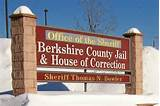 Office of the Sheriff
Berkshire County Jail
& House of Correction
Sheriff Thomas N. Bowler